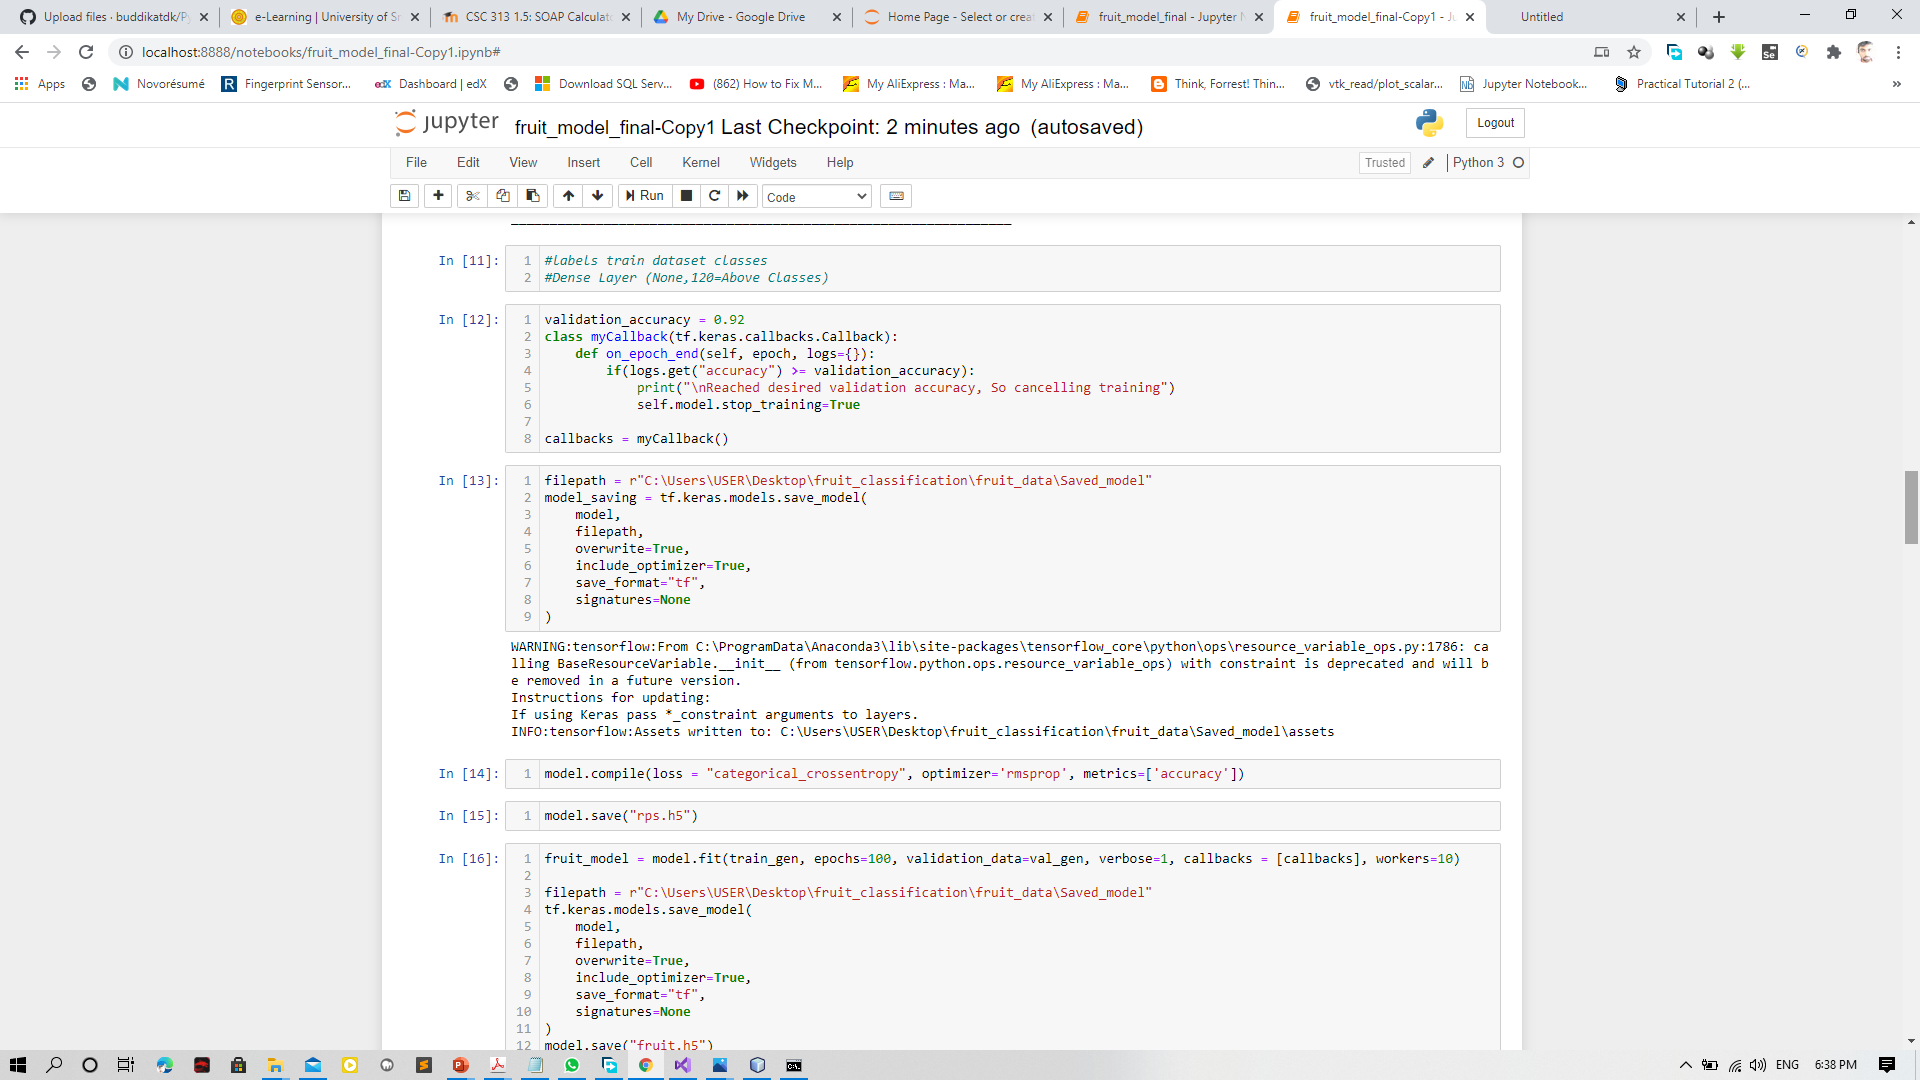 Upload files · buddikatdk/Py
e-Learning | University of Sr
CSC 313 1.5: SOAP Calculato
My Drive - Google Drive
Home Page - Select or creat
fruit_model_final - Jupyter N
fruit_model_final-Copy1 - Ju
Untitled
localhost:8888/notebooks/fruit_model_final-Copy1.ipynb#
Apps
Novorésumé
Fingerprint Sensor...
Dashboard | edX
Download SQL Serv...
(862) How to Fix M...
My AliExpress : Ma...
My AliExpress : Ma...
Think, Forrest! Thin...
vtk_read/plot_scalar...
Jupyter Notebook...
Practical Tutorial 2 (...
»
jupyter fruit_model_final-Copy1 Last Checkpoint: 2 minutes ago (autosaved)
Logout
File Edit View Insert Cell Kernel Widgets Help
Trusted
Python 3
Run
Code
In [11]:
1 #labels train dataset classes
2 #Dense Layer (None,120=Above Classes)
In [12]:
1 validation_accuracy = 0.92
2 class myCallback(tf.keras.callbacks.Callback):
3     def on_epoch_end(self, epoch, logs={}):
4         if(logs.get("accuracy") >= validation_accuracy):
5             print("\nReached desired validation accuracy, So cancelling training")
6             self.model.stop_training=True
7
8 callbacks = myCallback()
In [13]:
1 filepath = r"C:\Users\USER\Desktop\fruit_classification\fruit_data\Saved_model"
2 model_saving = tf.keras.models.save_model(
3     model,
4     filepath,
5     overwrite=True,
6     include_optimizer=True,
7     save_format="tf",
8     signatures=None
9 )
WARNING:tensorflow:From C:\ProgramData\Anaconda3\lib\site-packages\tensorflow_core\python\ops\resource_variable_ops.py:1786: ca
lling BaseResourceVariable.__init__ (from tensorflow.python.ops.resource_variable_ops) with constraint is deprecated and will b
e removed in a future version.
Instructions for updating:
If using Keras pass *_constraint arguments to layers.
INFO:tensorflow:Assets written to: C:\Users\USER\Desktop\fruit_classification\fruit_data\Saved_model\assets
In [14]:
1 model.compile(loss = "categorical_crossentropy", optimizer='rmsprop', metrics=['accuracy'])
In [15]:
1 model.save("rps.h5")
In [16]:
1 fruit_model = model.fit(train_gen, epochs=100, validation_data=val_gen, verbose=1, callbacks = [callbacks], workers=10)
2
3 filepath = r"C:\Users\USER\Desktop\fruit_classification\fruit_data\Saved_model"
4 tf.keras.models.save_model(
5     model,
6     filepath,
7     overwrite=True,
8     include_optimizer=True,
9     save_format="tf",
10     signatures=None
11 )
12 model.save("fruit.h5")
ENG
6:38 PM